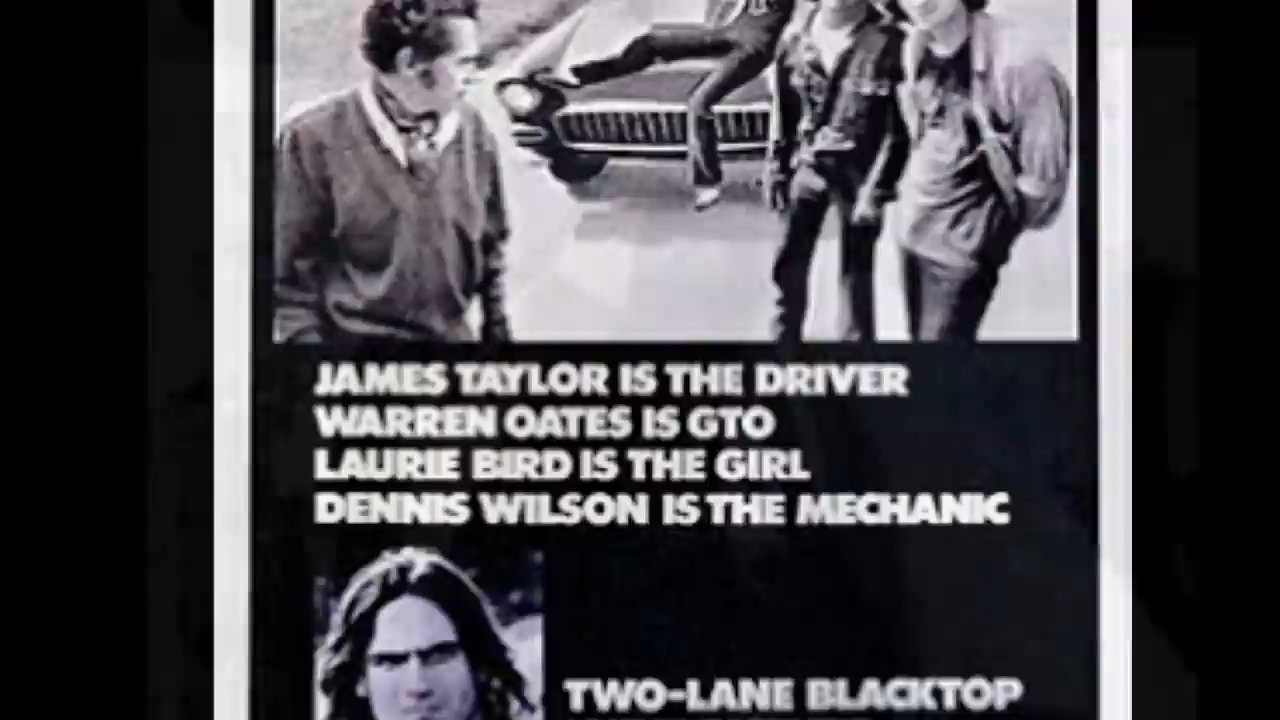 JAMES TAYLOR IS THE DRIVER
WARREN OATES IS GTO
LAURIE BIRD IS THE GIRL
DENNIS WILSON IS THE MECHANIC
TWO-LANE BLACKTOP